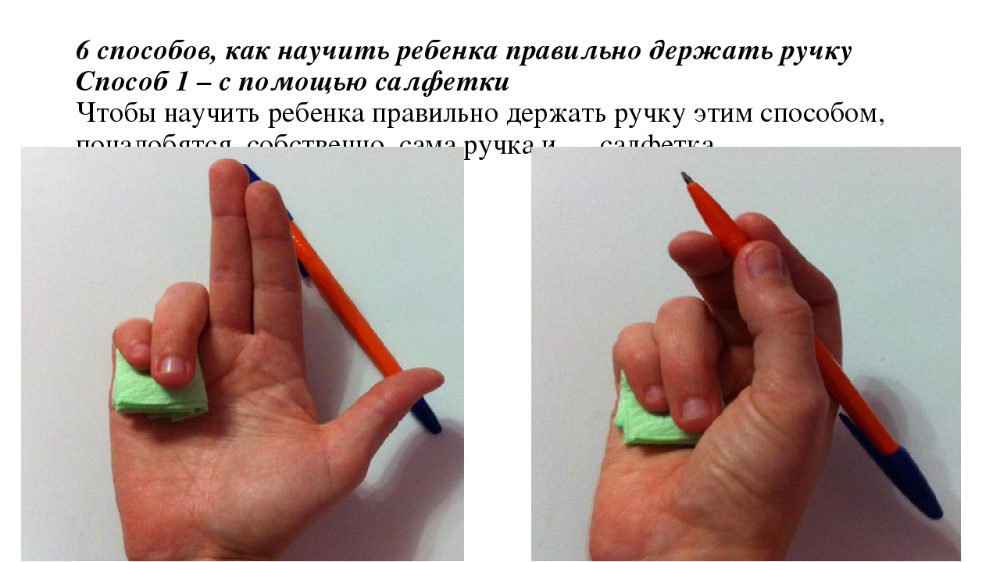 6 способов, как научить ребенка правильно держать ручку
Способ 1 – с помощью салфетки
Чтобы научить ребенка правильно держать ручку этим способом,
понадобятся, собственно, сама ручка и … салфетка